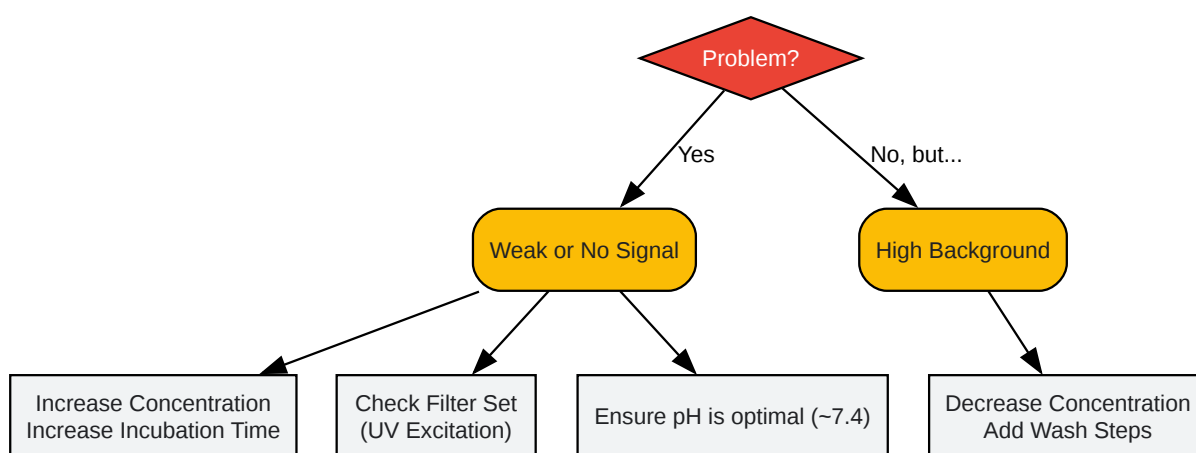 Problem?
Yes
No, but...
Weak or No Signal
High Background
Increase Concentration
Increase Incubation Time
Check Filter Set
(UV Excitation)
Ensure pH is optimal (~7.4)
Decrease Concentration
Add Wash Steps